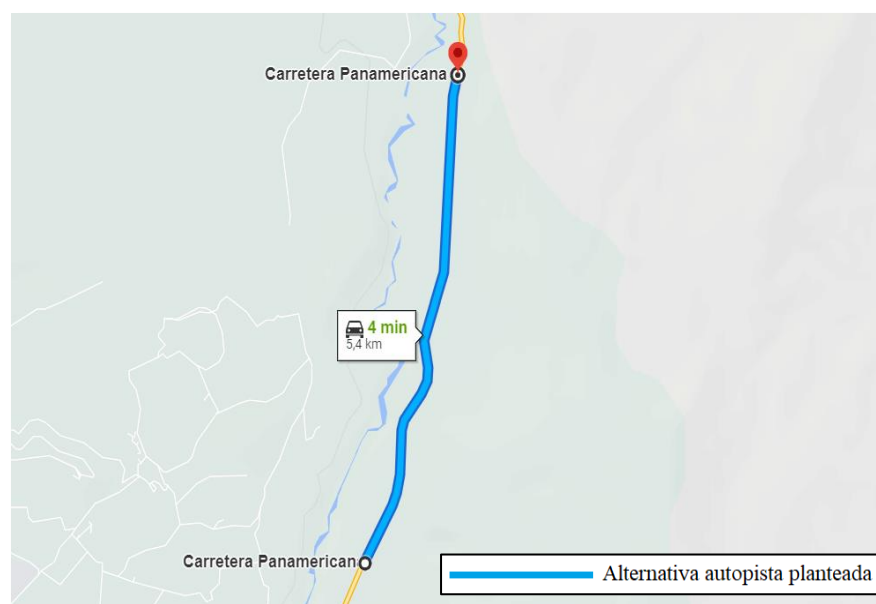 Carretera Panamericana
4 min
5,4 km
Carretera Panamerican
Alternativa autopista planteada